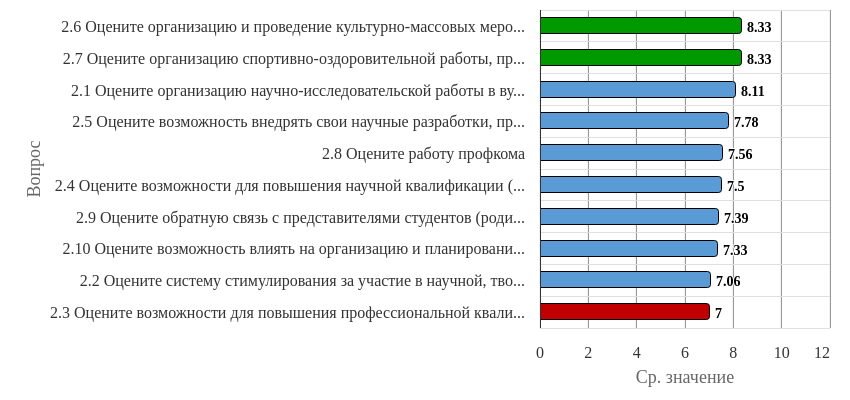 2.6 Оцените организацию и проведение культурно-массовых меро... 8.33
2.7 Оцените организацию спортивно-оздоровительной работы, пр... 8.33
2.1 Оцените организацию научно-исследовательской работы в ву... 8.11
2.5 Оцените возможность внедрять свои научные разработки, пр... 7.78
2.8 Оцените работу профкома 7.56
2.4 Оцените возможности для повышения научной квалификации (... 7.5
2.9 Оцените обратную связь с представителями студентов (роди... 7.39
2.10 Оцените возможность влиять на организацию и планировани... 7.33
2.2 Оцените систему стимулирования за участие в научной, тво... 7.06
2.3 Оцените возможности для повышения профессиональной квали... 7
Вопрос
0 2 4 6 8 10 12
Ср. значение